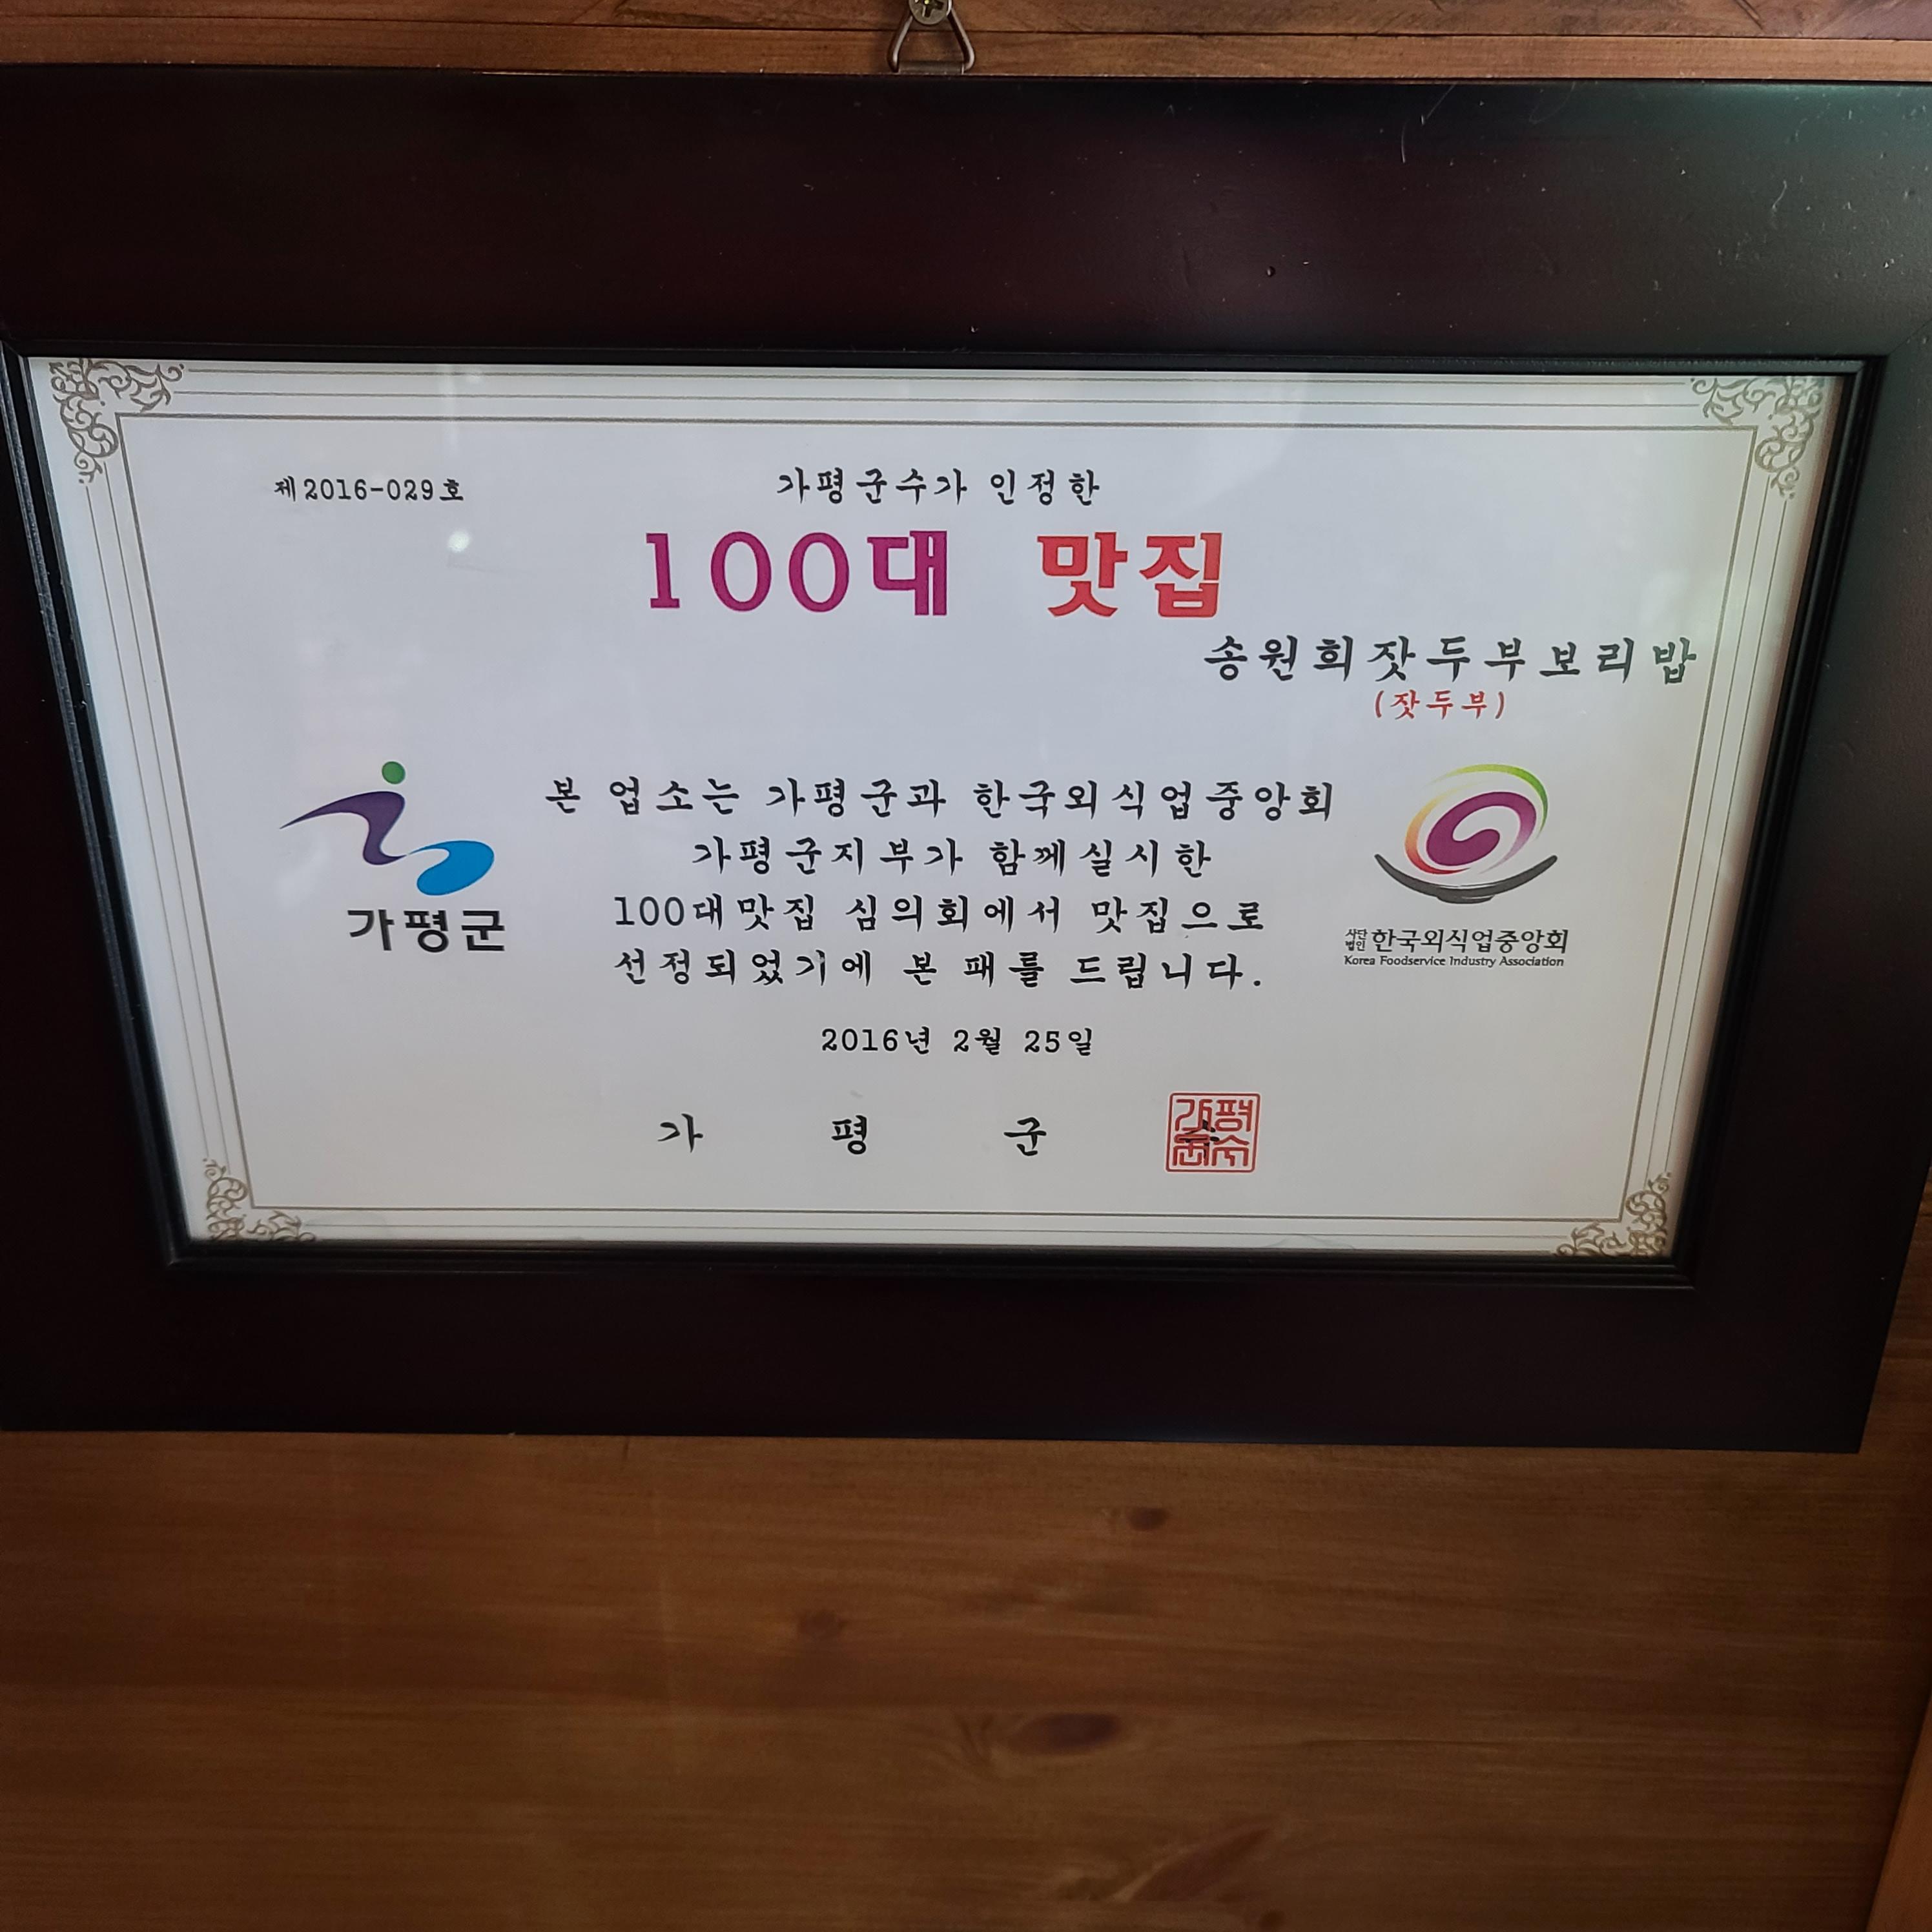 제2016-029호
가평군수가 인정한
100대 맛집
송원희잣두부보리밥
(잣두부)
본 업소는 가평군과 한국외식업중앙회
가평군지부가 함께실시한
100대맛집 심의회에서 맛집으로
선정되었기에 본 패를 드립니다.
가평군
사단법인 한국외식업중앙회
Korea Foodservice Industry Association
2016년 2월 25일
가 평 군 수